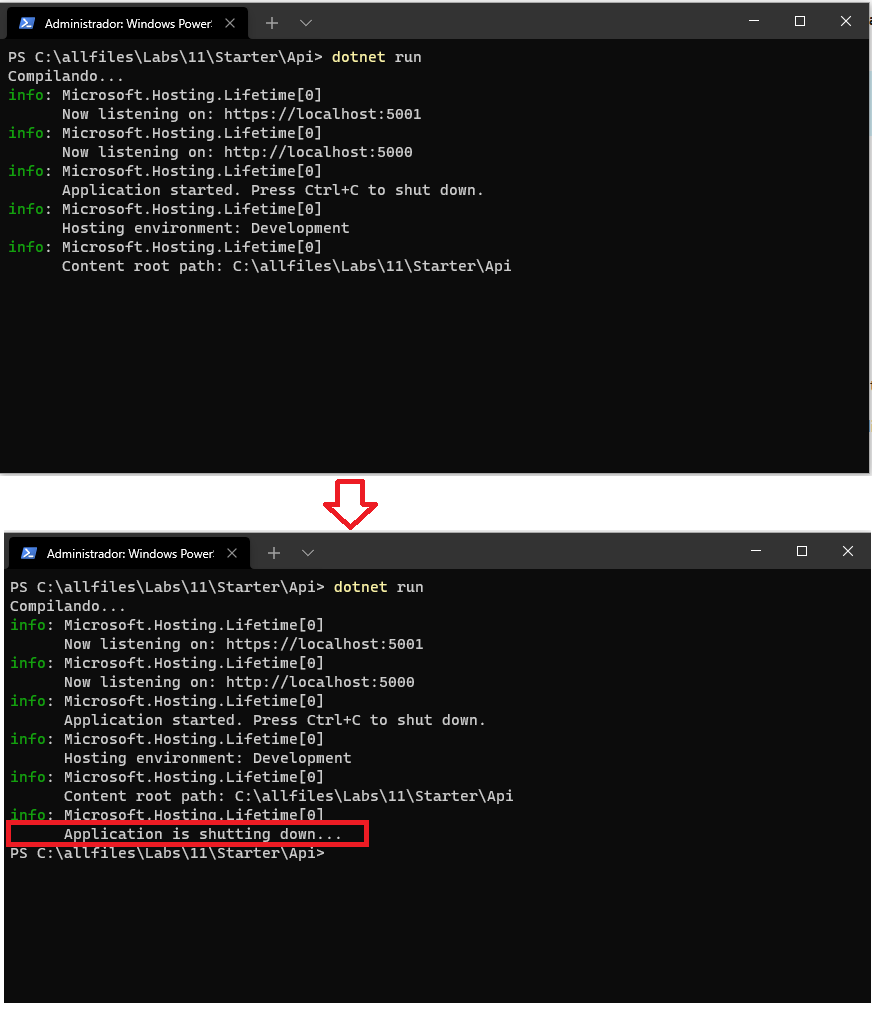 Administrador: Windows PowerS
PS C:\allfiles\Labs\11\Starter\Api> dotnet run
Compilando...
info: Microsoft.Hosting.Lifetime[0]
Now listening on: https://localhost:5001
info: Microsoft.Hosting.Lifetime[0]
Now listening on: http://localhost:5000
info: Microsoft.Hosting.Lifetime[0]
Application started. Press Ctrl+C to shut down.
info: Microsoft.Hosting.Lifetime[0]
Hosting environment: Development
info: Microsoft.Hosting.Lifetime[0]
Content root path: C:\allfiles\Labs\11\Starter\Api
Administrador: Windows PowerS
PS C:\allfiles\Labs\11\Starter\Api> dotnet run
Compilando...
info: Microsoft.Hosting.Lifetime[0]
Now listening on: https://localhost:5001
info: Microsoft.Hosting.Lifetime[0]
Now listening on: http://localhost:5000
info: Microsoft.Hosting.Lifetime[0]
Application started. Press Ctrl+C to shut down.
info: Microsoft.Hosting.Lifetime[0]
Hosting environment: Development
info: Microsoft.Hosting.Lifetime[0]
Content root path: C:\allfiles\Labs\11\Starter\Api
info: Microsoft.Hosting.Lifetime[0]
Application is shutting down...
PS C:\allfiles\Labs\11\Starter\Api>